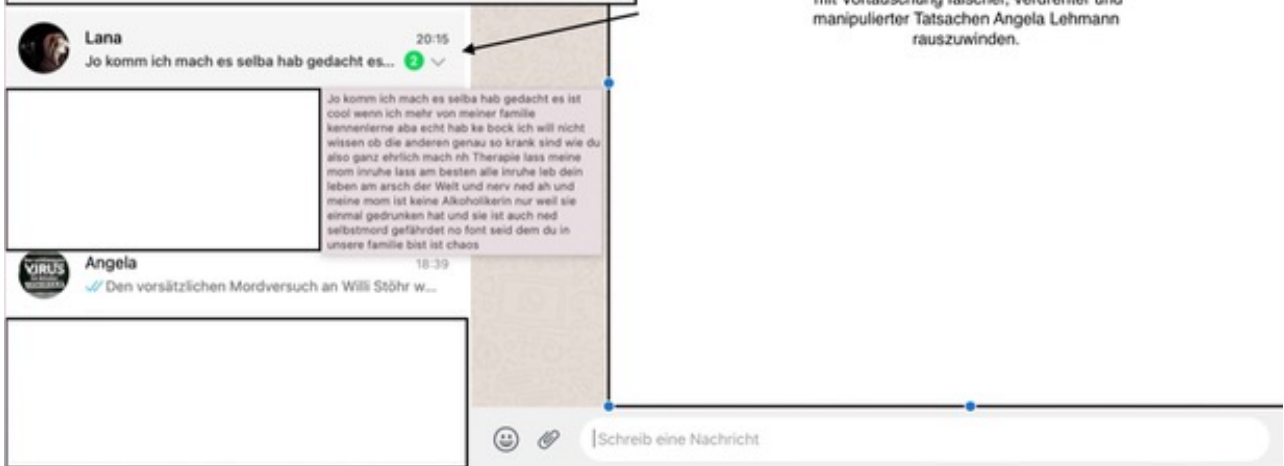 mit Vortäuschung falscher, verdrehter und
manipulierter Tatsachen Angela Lehmann
rauszuwinden.
Lana
20:15
Jo komm ich mach es selba hab gedacht es...
2
Jo komm ich mach es selba hab gedacht es ist
cool wenn ich mehr von meiner familie
kennenlerne aba echt hab ke bock ich will nicht
wissen ob die anderen genau so krank sind wie du
also ganz ehrlich mach nh Therapie lass meine
mom inruhe lass am besten alle inruhe leb dein
leben am arsch der Welt und nerv ned ah und
meine mom ist keine Alkoholikerin nur weil sie
einmal gedrunken hat und sie ist auch ned
selbstmord gefährdet no font seid dem du in
unsere familie bist ist chaos
VIRUS
Angela
18:39
Den vorsätzlichen Mordversuch an Willi Stöhr w...
Schreib eine Nachricht